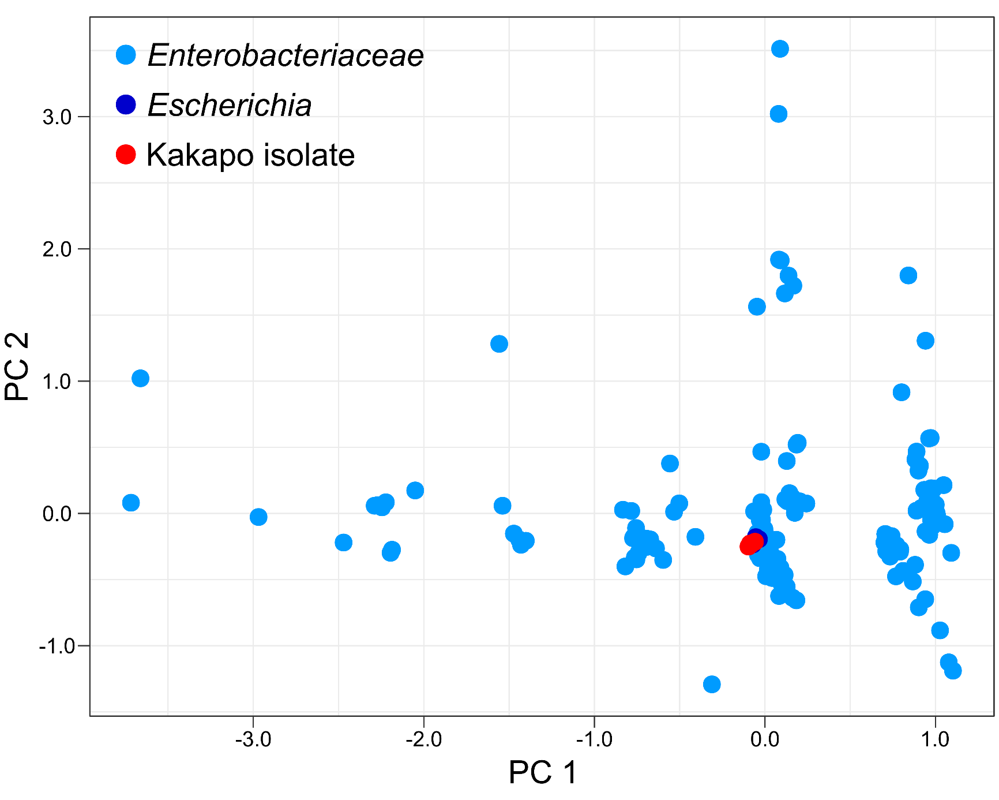 Enterobacteriaceae
Escherichia
Kakapo isolate
3.0
2.0
1.0
0.0
-1.0
PC 2
-3.0 -2.0 -1.0 0.0 1.0
PC 1